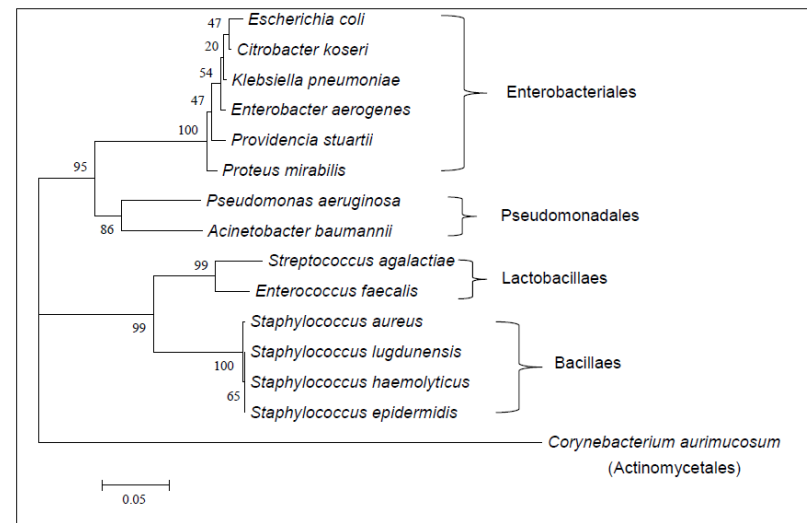 47
Escherichia coli
20
Citrobacter koseri
54
Klebsiella pneumoniae
Enterobacteriales
47
Enterobacter aerogenes
100
Providencia stuartii
95
Proteus mirabilis
Pseudomonas aeruginosa
Pseudomonadales
86
Acinetobacter baumannii
99
Streptococcus agalactiae
Lactobacillaes
Enterococcus faecalis
99
Staphylococcus aureus
Staphylococcus lugdunensis
100
Bacillaes
Staphylococcus haemolyticus
65
Staphylococcus epidermidis
Corynebacterium aurimucosum
(Actinomycetales)
0.05